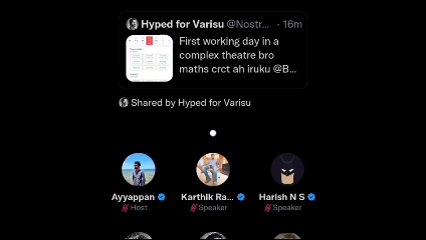 Hyped for Varisu @Nostr... · 16m
First working day in a
complex theatre bro
maths crct ah iruku @B...
Shared by Hyped for Varisu
Ayyappan
Karthik Ra...
Harish N S
Host
Speaker
Speaker